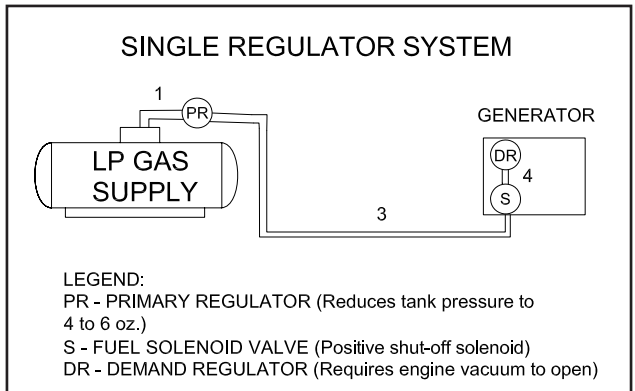 SINGLE REGULATOR SYSTEM
1
PR
GENERATOR
LP GAS
SUPPLY
DR
4
S
3
LEGEND:
PR - PRIMARY REGULATOR (Reduces tank pressure to
4 to 6 oz.)
S - FUEL SOLENOID VALVE (Positive shut-off solenoid)
DR - DEMAND REGULATOR (Requires engine vacuum to open)